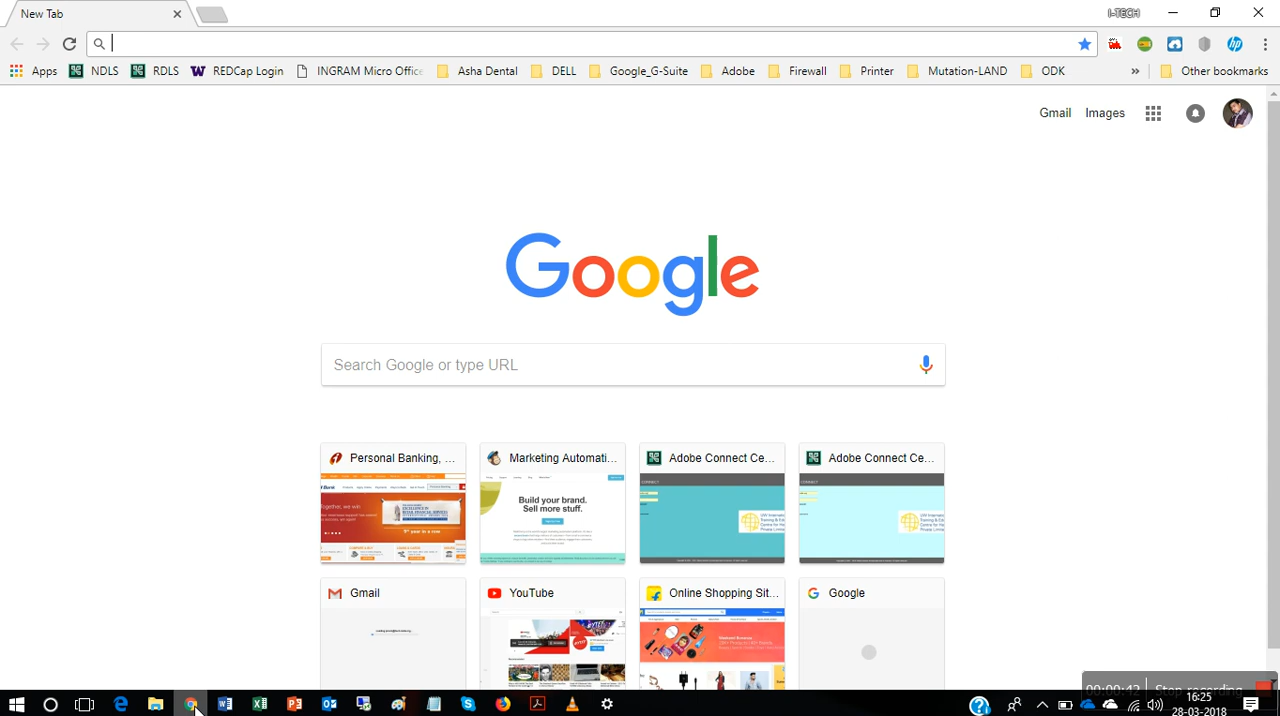 New Tab
I-TECH
Apps NDLS RDLS REDCap Login INGRAM Micro Office Asha Dental DELL Google_G-Suite Adobe Firewall Printer Mutation-LAND ODK » Other bookmarks
Gmail Images
Google
Search Google or type URL
Personal Banking, ... Marketing Automati... Adobe Connect Ce... Adobe Connect Ce...
Build your brand.
Sell more stuff.
Gmail YouTube Online Shopping Sit... Google
00:00:42 Stop recording
16:25
28-03-2018